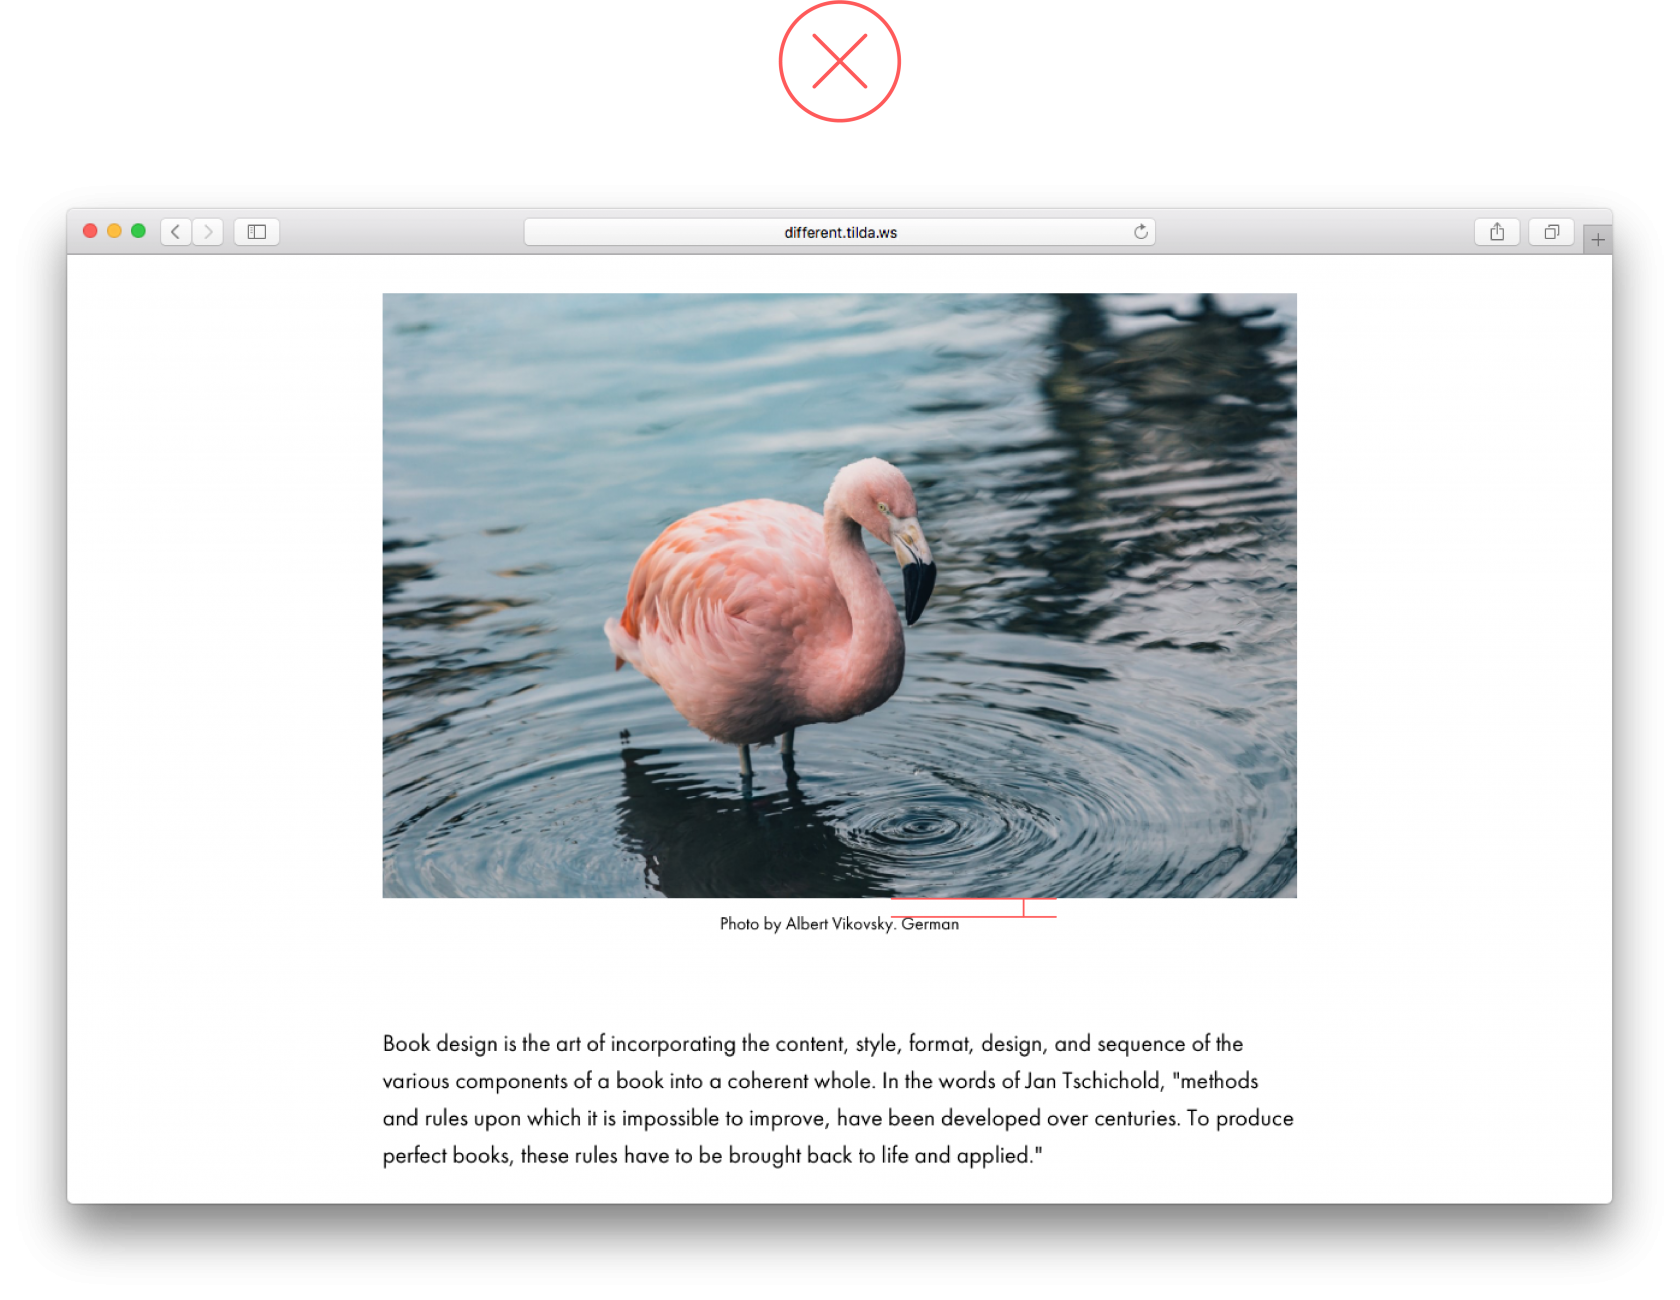 different.tilda.ws
Photo by Albert Vikovsky. German
Book design is the art of incorporating the content, style, format, design, and sequence of the
various components of a book into a coherent whole. In the words of Jan Tschichold, "methods
and rules upon which it is impossible to improve, have been developed over centuries. To produce
perfect books, these rules have to be brought back to life and applied."